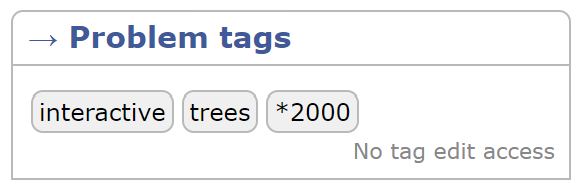 → Problem tags
interactive trees *2000
No tag edit access